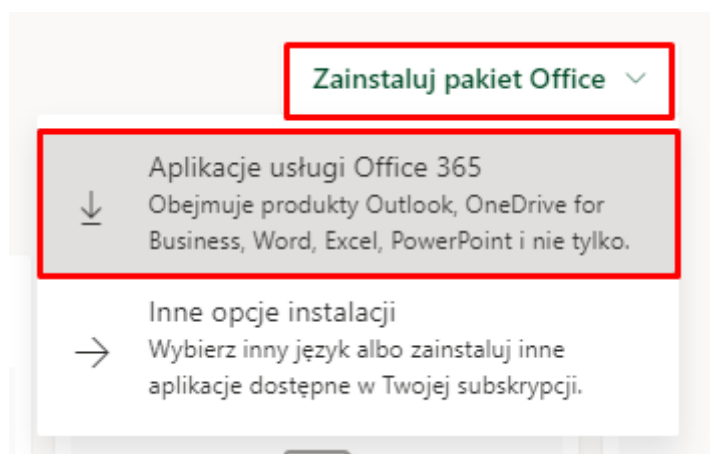 Zainstaluj pakiet Office
Aplikacje usługi Office 365
Obejmuje produkty Outlook, OneDrive for
Business, Word, Excel, PowerPoint i nie tylko.
Inne opcje instalacji
Wybierz inny język albo zainstaluj inne
aplikacje dostępne w Twojej subskrypcji.